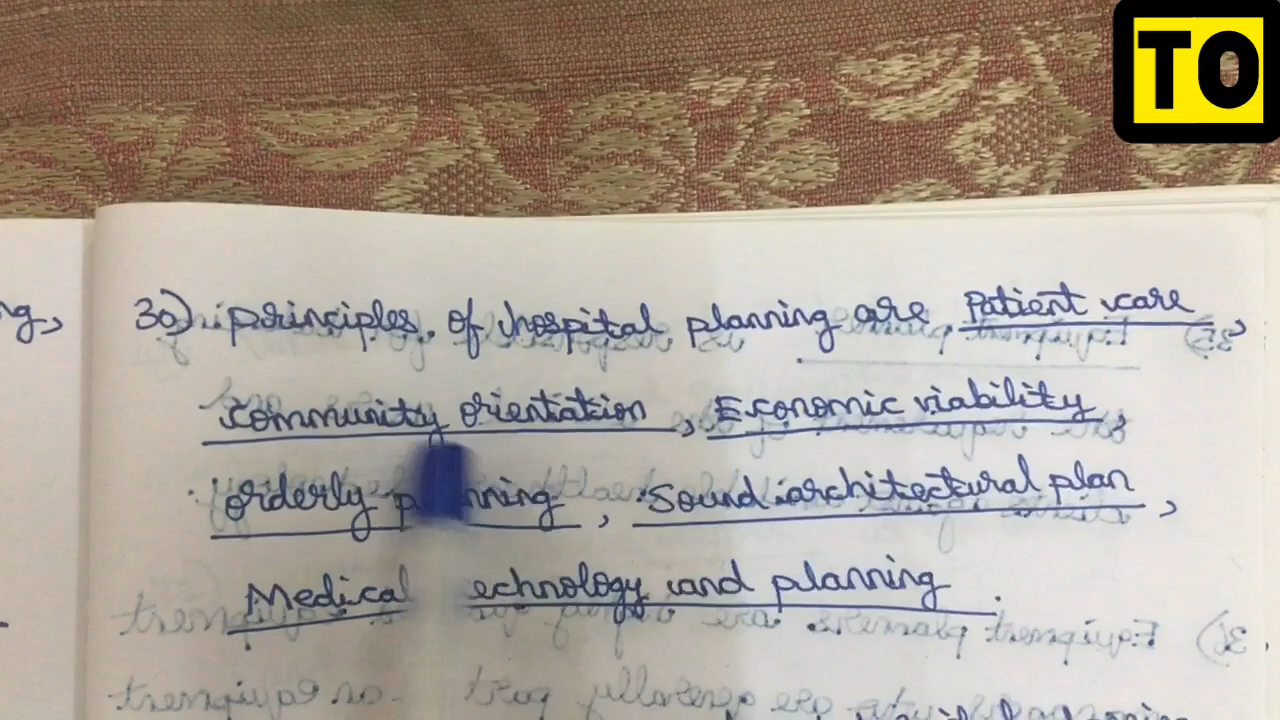 TO
ng,
30) principles of hospital planning are Patient care,
community orientation, Economic viability,
orderly planning, Sound architectural plan,
Medical technology and planning.